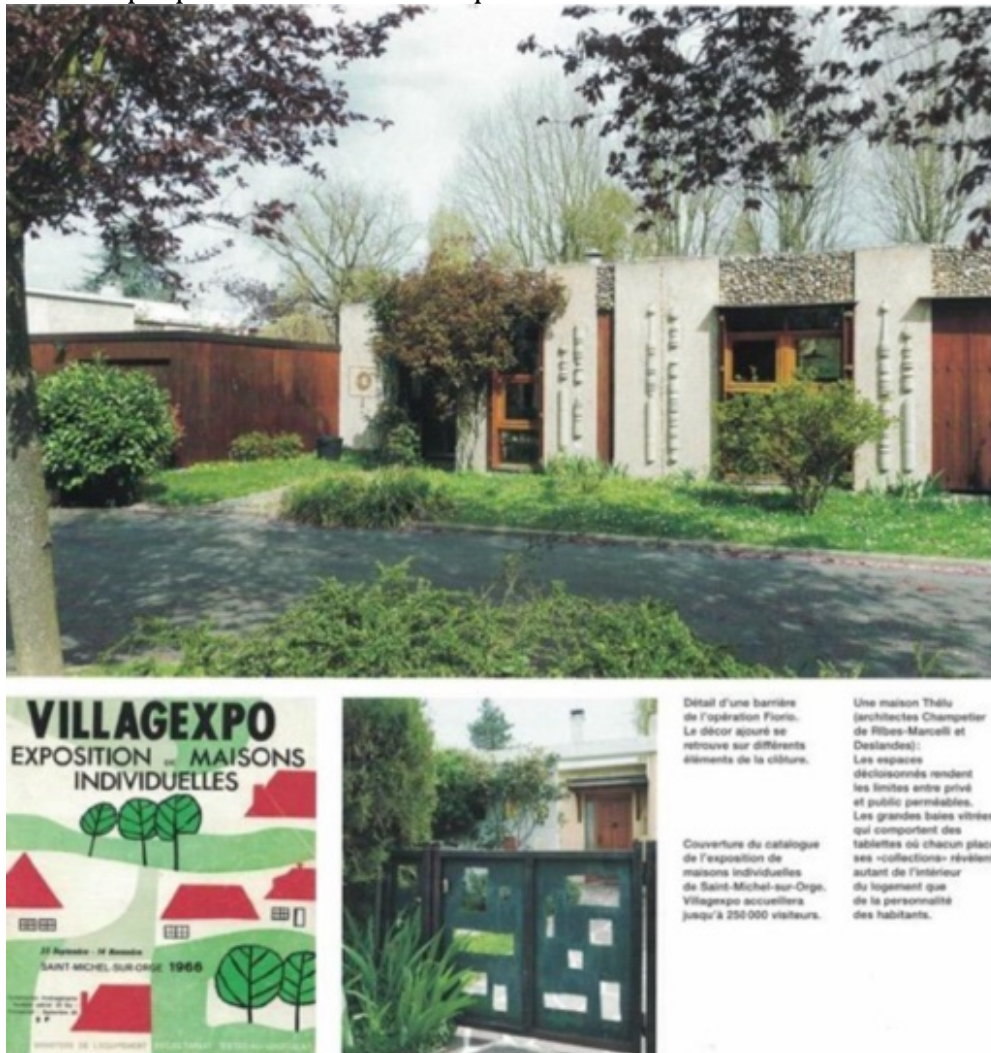 VILLAGEXPO
EXPOSITION DE MAISONS
INDIVIDUELLES
SAINT-MICHEL-SUR-ORGE 1966
Détail d'une barrière
de l'opération Fiorio.
Le décor ajouré se
retrouve sur différents
éléments de la clôture.
Couverture du catalogue
de l'exposition de
maisons individuelles
de Saint-Michel-sur-Orge.
Villagexpo accueillera
jusqu'à 250 000 visiteurs.
Une maison Thélu
(architectes Champetier
de Ribes-Marcelli et
Deslandes) :
Les espaces
décloisonnés rendent
les limites entre privé
et public perméables.
Les grandes baies vitrées
qui comportent des
tablettes où chacun place
ses «collections» révèlent
autant de l'intérieur
du logement que
de la personnalité
des habitants.